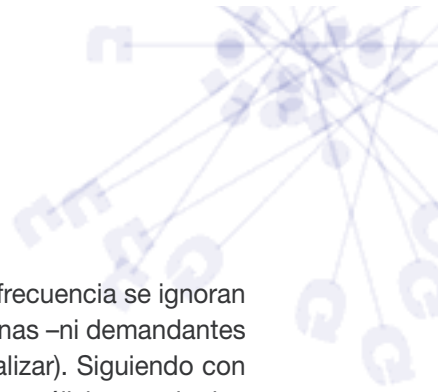 frecuencia se ignoran
nas –ni demandantes
alizar). Siguiendo con